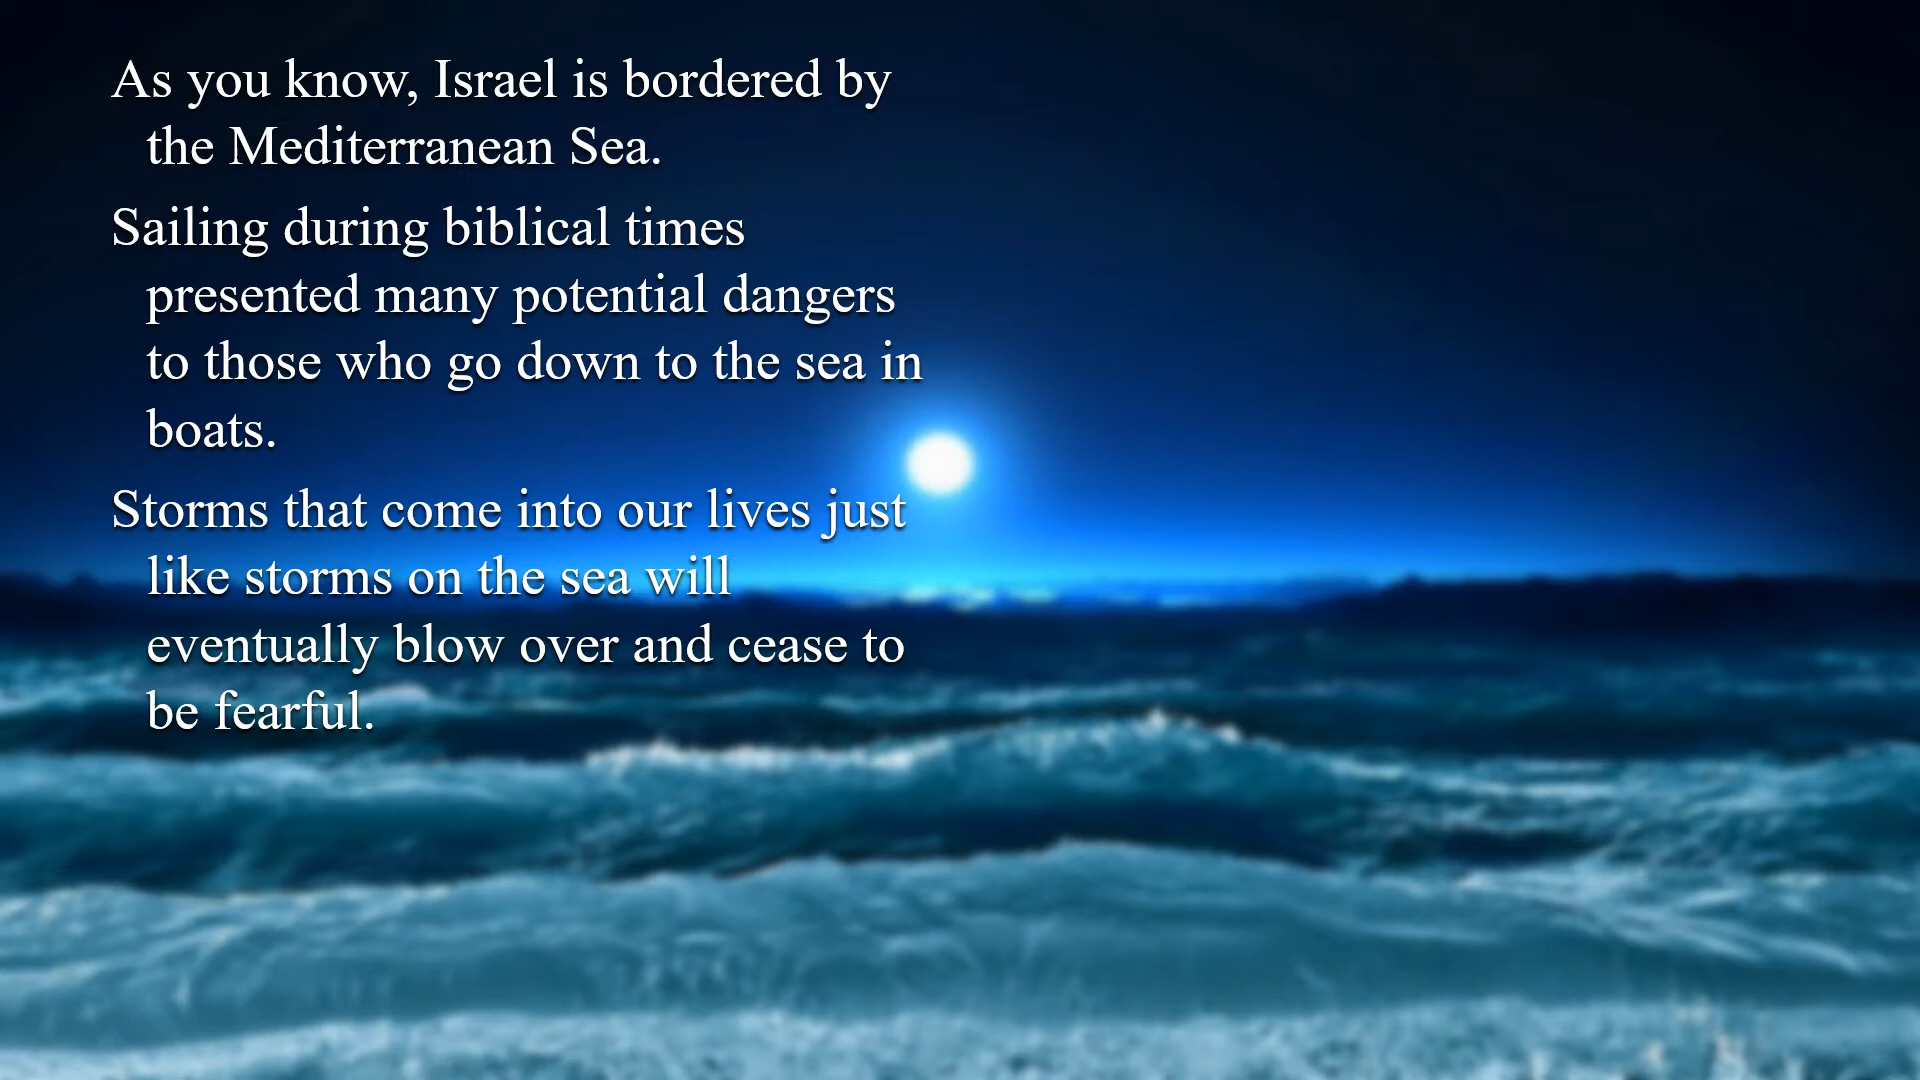 As you know, Israel is bordered by
the Mediterranean Sea.
Sailing during biblical times
presented many potential dangers
to those who go down to the sea in
boats.
Storms that come into our lives just
like storms on the sea will
eventually blow over and cease to
be fearful.